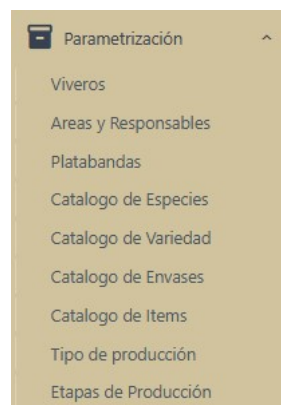 Parametrización
Viveros
Areas y Responsables
Platabandas
Catalogo de Especies
Catalogo de Variedad
Catalogo de Envases
Catalogo de Items
Tipo de producción
Etapas de Producción